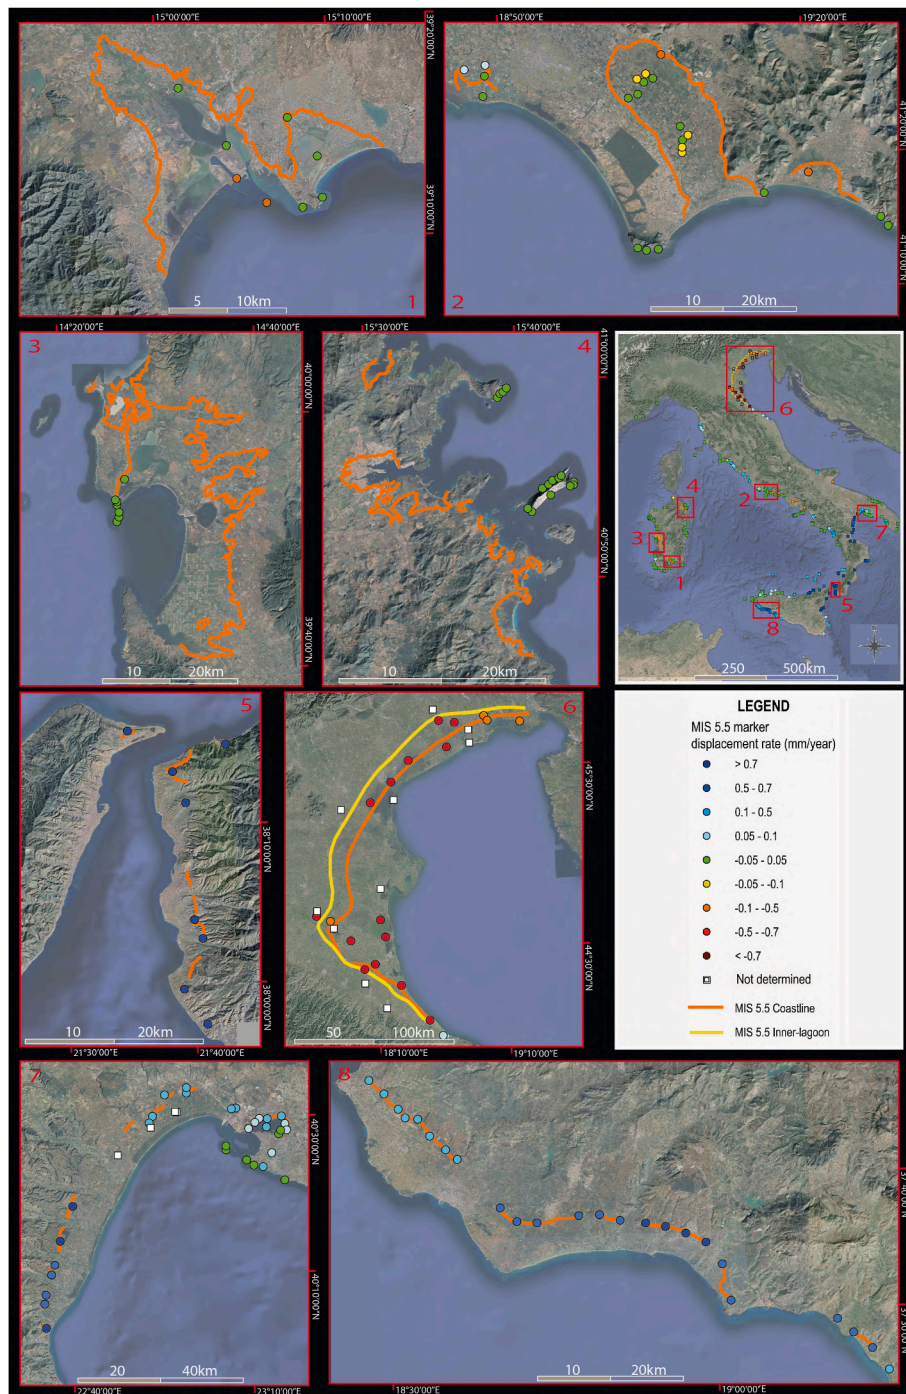 15°00'00"E
15°10'00"E
39°20'00"N
39°10'00"N
5
10km
1
18°50'00"E
19°20'00"E
41°20'00"N
41°10'00"N
10
20km
2
14°20'00"E
14°40'00"E
3
40°00'00"N
39°40'00"N
10
20km
15°30'00"E
15°40'00"E
4
41°00'00"N
40°50'00"N
10
20km
6
4
2
7
3
1
5
8
250
500km
5
38°10'00"N
38°00'00"N
10
20km
21°30'00"E
21°40'00"E
6
45°30'00"N
44°30'00"N
50
100km
18°10'00"E
19°10'00"E
LEGEND
MIS 5.5 marker
displacement rate (mm/year)
> 0.7
0.5 - 0.7
0.1 - 0.5
0.05 - 0.1
-0.05 - 0.05
-0.05 - -0.1
-0.1 - -0.5
-0.5 - -0.7
< -0.7
Not determined
MIS 5.5 Coastline
MIS 5.5 Inner-lagoon
7
40°30'00"N
40°10'00"N
20
40km
22°40'00"E
23°10'00"E
8
37°40'00"N
37°30'00"N
10
20km
18°30'00"E
19°00'00"E